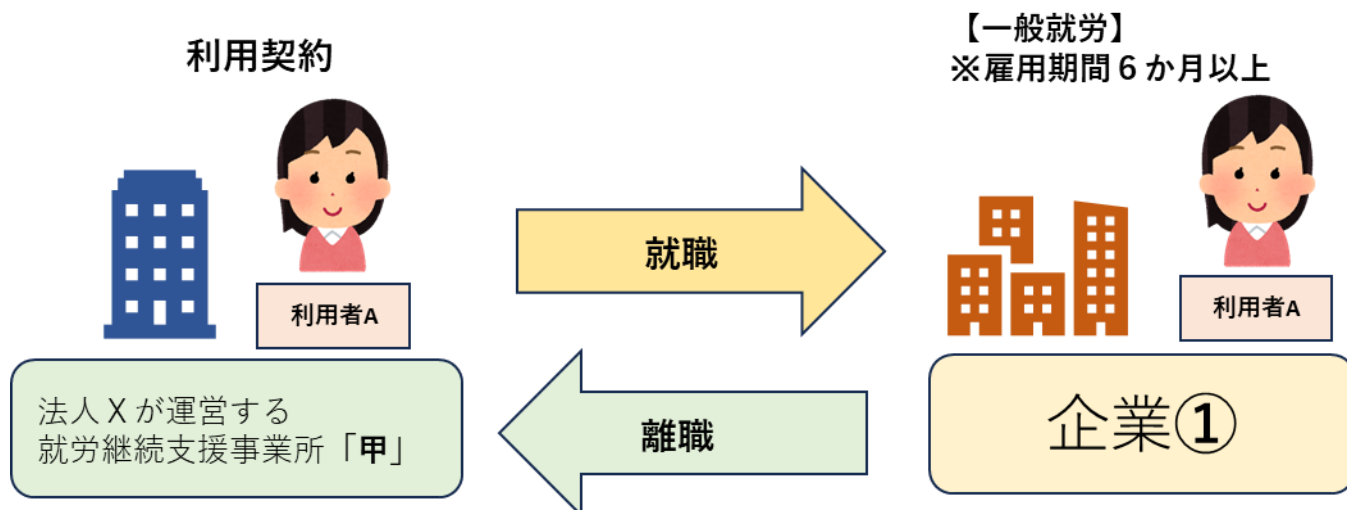 利用契約
【一般就労】
※雇用期間６か月以上
就職
利用者A
利用者A
法人Ｘが運営する
就労継続支援事業所「甲」
離職
企業①